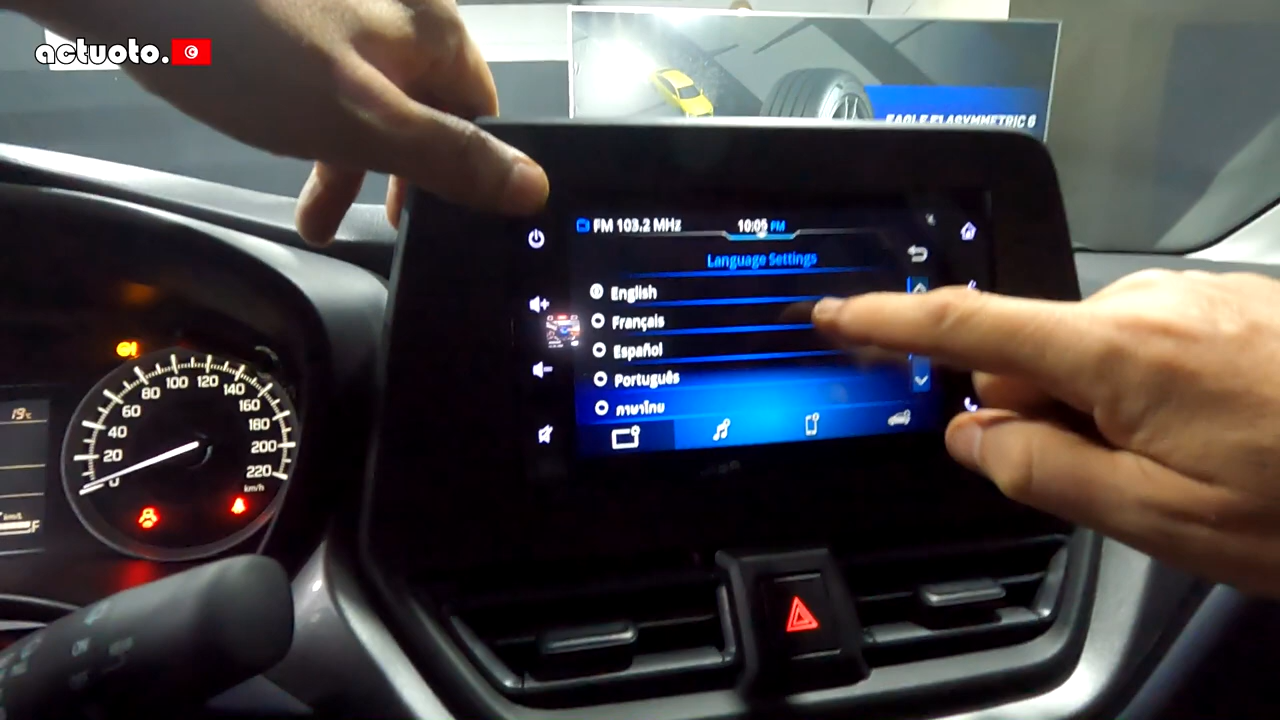 actuoto.
EAGLE F1 ASYMMETRIC 6
FM 103.2 MHz
10:05 PM
Language Settings
English
Français
Español
Português
ภาษาไทย
19°c
km/h
F
0
20
40
60
80
100
120
140
160
180
200
220
km/h